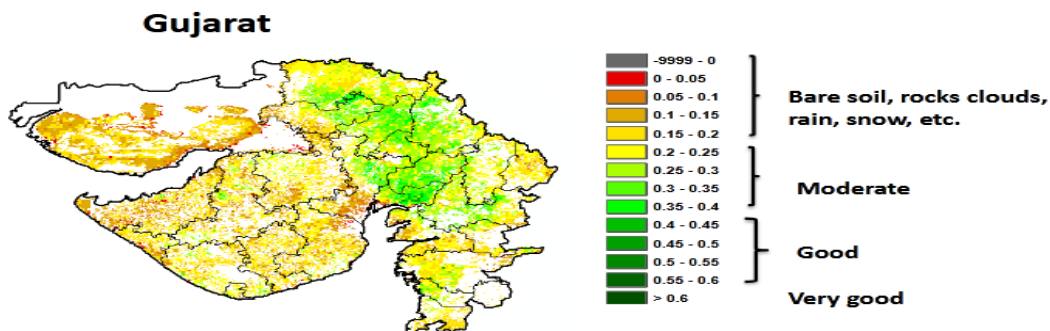 Gujarat
-9999 - 0
0 - 0.05
0.05 - 0.1
0.1 - 0.15
0.15 - 0.2
0.2 - 0.25
0.25 - 0.3
0.3 - 0.35
0.35 - 0.4
0.4 - 0.45
0.45 - 0.5
0.5 - 0.55
0.55 - 0.6
> 0.6
Bare soil, rocks clouds,
rain, snow, etc.
Moderate
Good
Very good